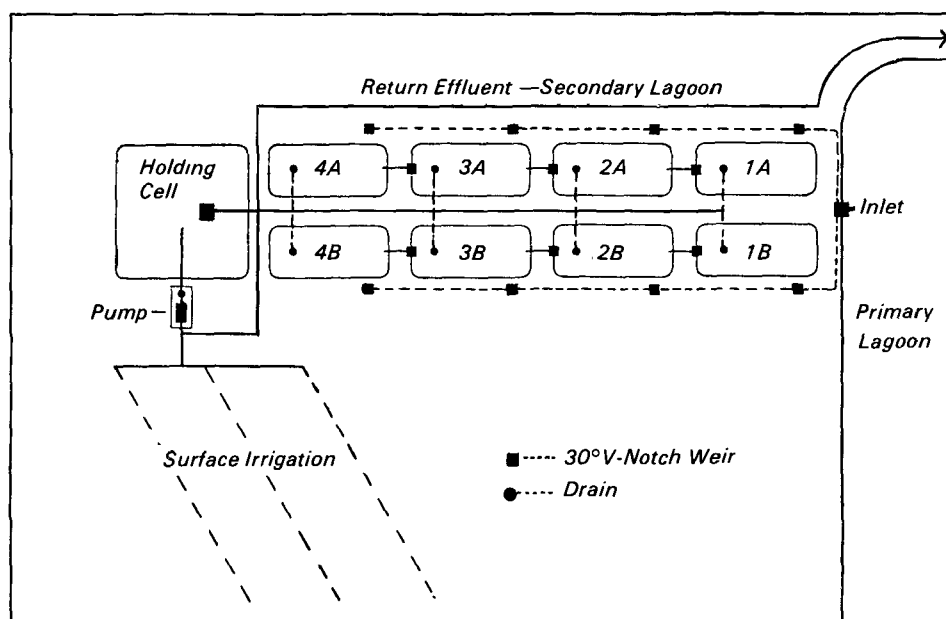 Return Effluent —Secondary Lagoon
Holding
Cell
4A
3A
2A
1A
Inlet
4B
3B
2B
1B
Pump
Primary
Lagoon
Surface Irrigation
30°V-Notch Weir
Drain